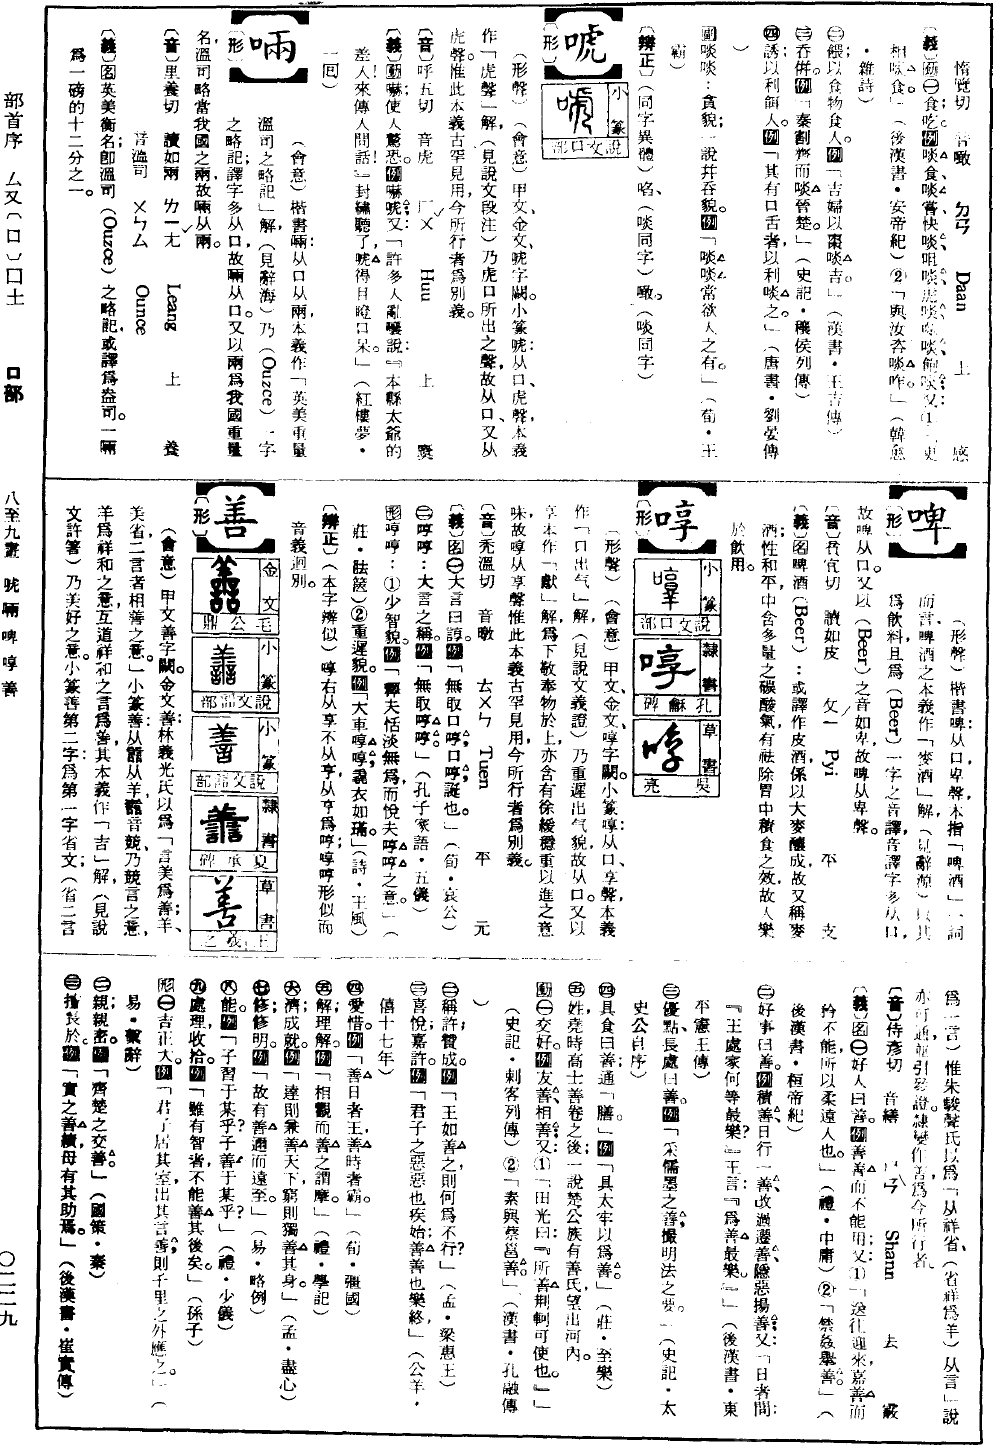 惰覽切　音噉　ㄉㄢ　Daan　上　感
〔義〕動㊀食；吃。例啖食、啖嘗、快啖、咀啖、虎啖、啄啖、飽啖。又：①「更
相啖食。」（後漢書・安帝紀）②「與汝吞啖咋。」（韓愈
・雜詩）
㊁吞併。例「秦割齊而啖晉楚。」（史記・穰侯列傳）
㊂餵以食物食人。例「吉婦以棗啖吉。」（漢書・王吉傳）
㊃誘；以利餌人。例「其有口舌者，以利啖之。」（唐書・劉晏傳
）
圖啖啖：貪貌；一說幷吞貌。例「啖啖常欲人之有。」（荀・王
霸）
〔辨正〕（同字異體）啗、（啖同字）噉。（啖同字）
唬
〔形〕
小篆
說文口部
（形聲）（會意）甲文、金文唬字闕。小篆唬：从口、虎聲，本義
作「虎聲」解，（見說文段注）乃虎口所出之聲，故从口。又从
虎聲。惟此本義古罕見用，今所行者爲別義。
〔音〕呼五切　音虎　ㄏㄨ　Huu　上　麌
〔義〕動嚇；使人驚恐。例嚇唬。又：「許多人亂嚷說：『本縣太爺的
差人來傳人問話！』封肅聽了，唬得目瞪口呆。」（紅樓夢・
一囘）
啢
〔形〕
（會意）楷書啢：从口从兩，本義作「英美重量
溫司之略記」解，（見辭海）乃（Ouzce）一字
之略記；譯字多从口，故啢从口。又以兩爲我國重量
名，溫司略當我國之兩，故啢从兩。
〔音〕里養切　讀如兩　ㄌㄧㄤ　Leang　上　養
音溫司　ㄨㄣㄙ　Ounce
〔義〕名英美衡名；卽溫司（Ouzce）之略記，或譯爲盎司。一啢
爲一磅的十二分之一。
啤
〔形〕
（形聲）楷書啤：从口卑聲，本指「啤酒」一詞
而言，啤酒之本義作「麥酒」解，（見辭源）以其
爲飲料，且爲（Beer）一字之音譯，音譯字多从口，
故啤从口。又以（Beer）之音如卑，故啤从卑聲。
〔音〕貧宜切　讀如皮　ㄆㄧ　Pyi　平　支
〔義〕名啤酒（Beer）：或譯作皮酒，係以大麥釀成，故又稱麥
酒；性和平，中含多量之碳酸氣，有祛除胃中積食之效，故人樂
於飲用。
啍
〔形〕
小篆
說文口部
隸書
孔龢碑
草書
吳亮
（形聲）（會意）甲文、金文啍字闕。小篆啍：从口、享聲，本義
作「口出气」解，（見說文義證）乃重遲出气貌，故从口。又以
享本作「獻」解，爲下敬奉物於上，亦含有徐緩穩重以進之意
味，故啍从享聲。惟此本義古罕見用，今所行者爲別義。
〔音〕禿溫切　音暾　ㄊㄨㄣ　Tuen　平　元
〔義〕名㊀大言曰諄。例「無取口啍；口啍，誕也。」（荀・哀公）
㊁啍啍：大言之稱。例「無取啍啍。」（孔子家語・五儀）
形啍啍：①少智貌。例「釋夫恬淡無爲，而悅夫啍啍之意。」（
莊・胠篋）②重遲貌。例「大車啍啍，毳衣如璊。」（詩・王風）
〔辨正〕（本字辨似）啍右从享不从亨，从亨爲哼；啍哼形似而
音義迥別。
善
〔形〕
金文
毛公鼎
小篆
說文誩部
小篆
說文誩部
隸書
夏承碑
草書
王羲之
（會意）甲文善字闕。金文善：林義光氏以爲「言美爲善；羊、
美省，二言者相善之意。」小篆善：从誩从羊，誩音競，乃競言之意，
羊爲祥和之意，互道祥和之言爲善，其本義作「吉」解，（見說
文許箸）乃美好之意。小篆善第二字：爲第一字省文；（省二言
爲一言）惟朱駿聲氏以爲「从祥省、（省祥爲羊）从言」說
亦可通，並引銘證。隸變作善，爲今所行者。
〔音〕侍彥切　音繕　ㄕㄢ　Shann　去　霰
〔義〕名㊀好人曰善。例「善善而不能用。又：①「送往迎來，嘉善而
矜不能，所以柔遠人也。」（禮・中庸）②「禁姦舉善。」（
後漢書・桓帝紀）
㊁好事曰善。例積善、日行一善、改過遷善、隱惡揚善。又：「日者問：
『王處家何等最樂？』王言：『爲善最樂。』」（後漢書・東
平憲王傳）
㊂優點；長處曰善。例「采儒墨之善，撮明法之要。」（史記・太
史公自序）
㊃具食曰善；通「膳。」例「具太牢以爲善。」（莊・至樂）
㊄姓，堯時高士善卷之後；一說楚公族有善氏，望出河內。
動㊀交好。例友善、相善。又：①「田光曰：『所善荆軻可使也。』」
（史記・刺客列傳）②「素與蔡邕善。」（漢書・孔融傳
）
㊁稱許；贊成。例「王如善之，則何爲不行？」（孟・梁惠王）
㊂喜悅；嘉許。例「君子之惡惡也疾始；善善也樂終。」（公羊・
僖十七年）
㊃愛惜。例「善日者王，善時者霸。」（荀・彊國）
㊄解；理解。例「相觀而善之謂摩。」（禮・學記）
㊅濟；成就。例「達則兼善天下，窮則獨善其身。」（孟・盡心）
㊆修；修明。例「故有善邇而遠至。」（易・略例）
㊇能。例「子習于某乎？子善于某乎？」（禮・少儀）
㊈處理；收拾。例「雖有智者，不能善其後矣。」（孫子）
形㊀吉；正大。例「君子居其室，出其言善，則千里之外應之。」（
易・繫辭）
㊁親；親密。例「齊楚之交善。」（國策・秦）
㊂擅；長於。例「寔之善績，母有其助焉。」（後漢書・崔寔傳）
部首序　厶又（口）囗土　口部　八至九畫　唬啢啤啍善　〇二二九